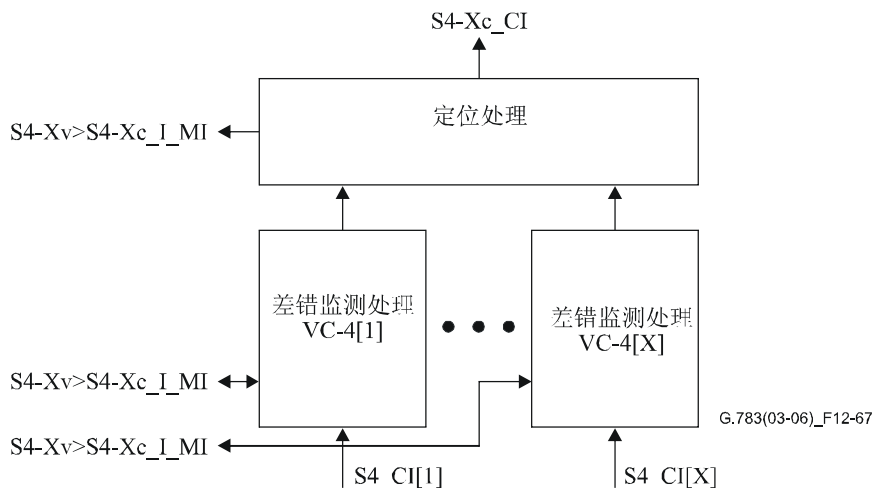 S4-Xc_CI
定位处理
S4-Xv>S4-Xc_I_MI
差错监测处理
VC-4[1]
差错监测处理
VC-4[X]
S4-Xv>S4-Xc_I_MI
S4-Xv>S4-Xc_I_MI
G.783(03-06)_F12-67
S4_CI[1]
S4_CI[X]